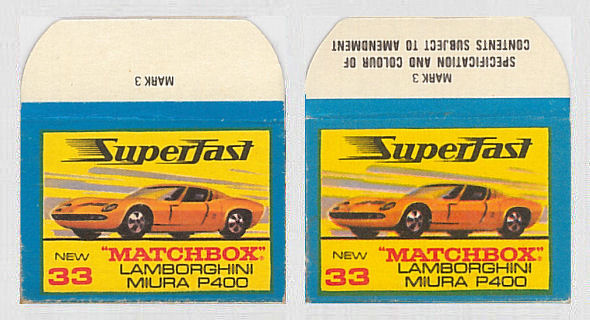 MARK 3
SuperFast
NEW "MATCHBOX"®
33 LAMBORGHINI
MIURA P400
SPECIFICATION AND COLOUR OF
CONTENTS SUBJECT TO AMENDMENT
MARK 3
SuperFast
NEW "MATCHBOX"®
33 LAMBORGHINI
MIURA P400